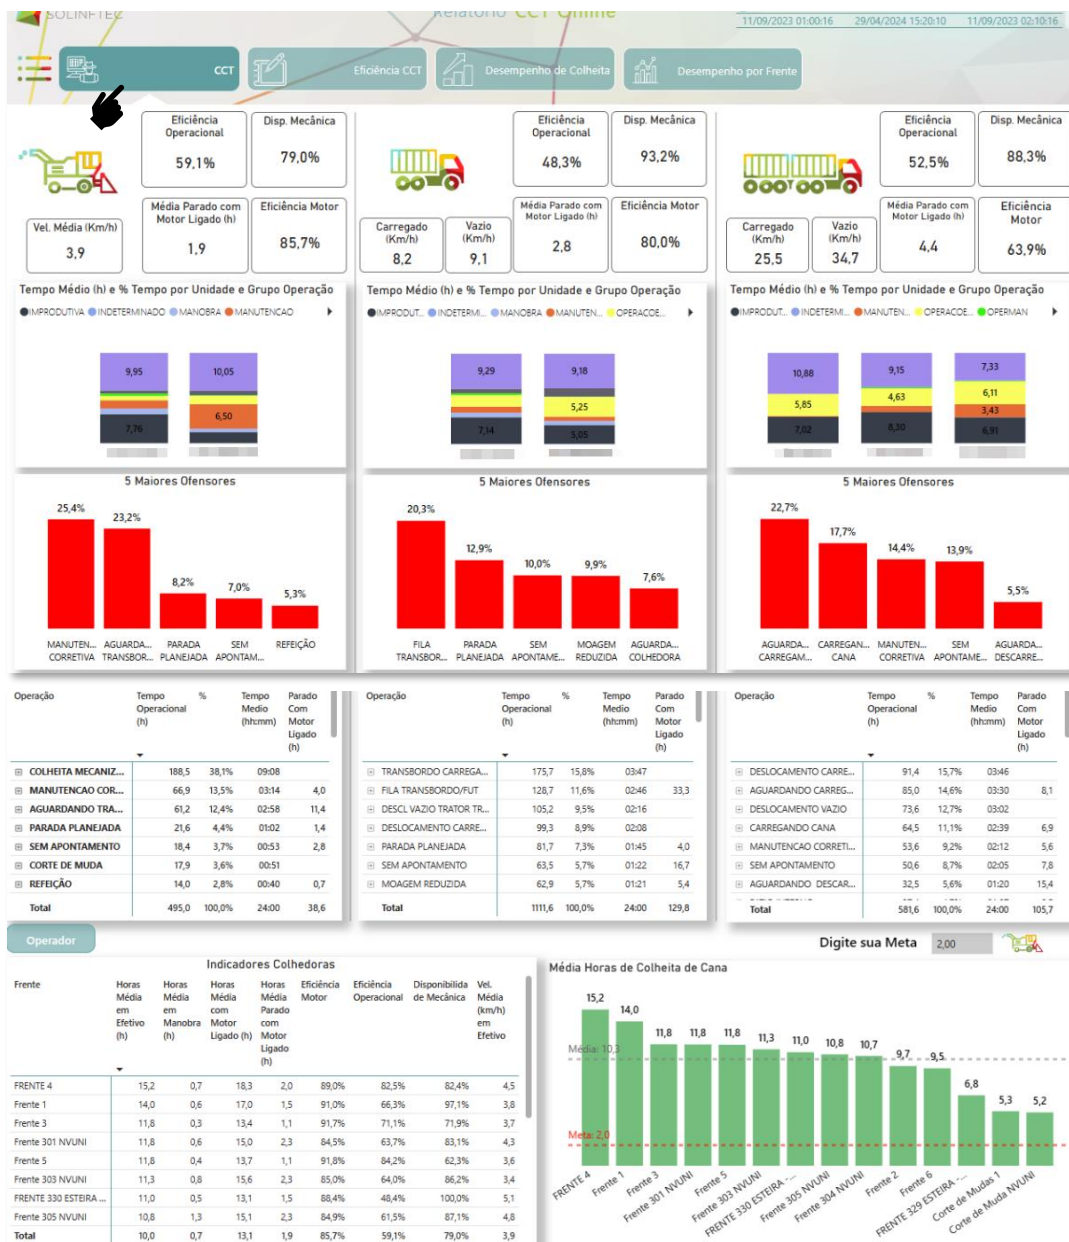 SOLINFTEC
Relatório CCT Online
11/09/2023 01:00:16 29/04/2024 15:20:10 11/09/2023 02:10:16
CCT
Eficiência CCT
Desempenho de Colheita
Desempenho por Frente
Eficiência Operacional
59,1%
Disp. Mecânica
79,0%
Vel. Média (Km/h)
3,9
Média Parado com Motor Ligado (h)
1,9
Eficiência Motor
85,7%
Eficiência Operacional
48,3%
Disp. Mecânica
93,2%
Carregado (Km/h)
8,2
Vazio (Km/h)
9,1
Média Parado com Motor Ligado (h)
2,8
Eficiência Motor
80,0%
Eficiência Operacional
52,5%
Disp. Mecânica
88,3%
Carregado (Km/h)
25,5
Vazio (Km/h)
34,7
Média Parado com Motor Ligado (h)
4,4
Eficiência Motor
63,9%
Tempo Médio (h) e % Tempo por Unidade e Grupo Operação
IMPRODUTIVA INDETERMINADO MANOBRA MANUTENCAO
9,95 10,05
6,50
7,76
Tempo Médio (h) e % Tempo por Unidade e Grupo Operação
IMPRODUT... INDETERMI... MANOBRA MANUTEN... OPERACOE...
9,29 9,18
5,25
7,14 5,05
Tempo Médio (h) e % Tempo por Unidade e Grupo Operação
IMPRODUT... INDETERMI... MANUTEN... OPERACOE... OPERMAN
10,88 9,15 7,33
5,85 4,63 6,11
3,43
7,02 8,30 6,91
5 Maiores Ofensores
25,4% 23,2% 8,2% 7,0% 5,3%
MANUTEN... CORRETIVA
AGUARDA... TRANSBOR...
PARADA PLANEJADA
SEM APONTAM...
REFEIÇÃO
5 Maiores Ofensores
20,3% 12,9% 10,0% 9,9% 7,6%
FILA TRANSBOR...
PARADA PLANEJADA
SEM APONTAME...
MOAGEM REDUZIDA
AGUARDA... COLHEDORA
5 Maiores Ofensores
22,7% 17,7% 14,4% 13,9% 5,5%
AGUARDA... CARREGAM...
CARREGAN... CANA
MANUTEN... CORRETIVA
SEM APONTAME...
AGUARDA... DESCARRE...
Operação Tempo Operacional (h) % Tempo Medio (hh:mm) Parado Com Motor Ligado (h)
COLHEITA MECANIZ... 188,5 38,1% 09:08
MANUTENCAO COR... 66,9 13,5% 03:14 4,0
AGUARDANDO TRA... 61,2 12,4% 02:58 11,4
PARADA PLANEJADA 21,6 4,4% 01:02 1,4
SEM APONTAMENTO 18,4 3,7% 00:53 2,8
CORTE DE MUDA 17,9 3,6% 00:51
REFEIÇÃO 14,0 2,8% 00:40 0,7
Total 495,0 100,0% 24:00 38,6
Operação Tempo Operacional (h) % Tempo Medio (hh:mm) Parado Com Motor Ligado (h)
TRANSBORDO CARREGA... 175,7 15,8% 03:47
FILA TRANSBORDO/FUT 128,7 11,6% 02:46 33,3
DESCL VAZIO TRATOR TR... 105,2 9,5% 02:16
DESLOCAMENTO CARRE... 99,3 8,9% 02:08
PARADA PLANEJADA 81,7 7,3% 01:45 4,0
SEM APONTAMENTO 63,5 5,7% 01:22 16,7
MOAGEM REDUZIDA 62,9 5,7% 01:21 5,4
Total 1111,6 100,0% 24:00 129,8
Operação Tempo Operacional (h) % Tempo Medio (hh:mm) Parado Com Motor Ligado (h)
DESLOCAMENTO CARRE... 91,4 15,7% 03:46
AGUARDANDO CARREG... 85,0 14,6% 03:30 8,1
DESLOCAMENTO VAZIO 73,6 12,7% 03:02
CARREGANDO CANA 64,5 11,1% 02:39 6,9
MANUTENCAO CORRETI... 53,6 9,2% 02:12 5,6
SEM APONTAMENTO 50,6 8,7% 02:05 7,8
AGUARDANDO DESCAR... 32,5 5,6% 01:20 15,4
Total 581,6 100,0% 24:00 105,7
Operador
Digite sua Meta 2,00
Indicadores Colhedoras
Frente Horas Média em Efetivo (h) Horas Média em Manobra (h) Horas Média com Motor Ligado (h) Horas Média Parado com Motor Ligado (h) Eficiência Motor Eficiência Operacional Disponibilida de Mecânica Vel. Média (km/h) em Efetivo
FRENTE 4 15,2 0,7 18,3 2,0 89,0% 82,5% 82,4% 4,5
Frente 1 14,0 0,6 17,0 1,5 91,0% 66,3% 97,1% 3,8
Frente 3 11,8 0,3 13,4 1,1 91,7% 71,1% 71,9% 3,7
Frente 301 NVUNI 11,8 0,6 15,0 2,3 84,5% 63,7% 83,1% 4,3
Frente 5 11,8 0,4 13,7 1,1 91,8% 84,2% 62,3% 3,6
Frente 303 NVUNI 11,3 0,8 15,6 2,3 85,0% 64,0% 86,2% 3,4
FRENTE 330 ESTEIRA ... 11,0 0,5 13,1 1,5 88,4% 48,4% 100,0% 5,1
Frente 305 NVUNI 10,8 1,3 15,1 2,3 84,9% 61,5% 87,1% 4,8
Total 10,0 0,7 13,1 1,9 85,7% 59,1% 79,0% 3,9
Média Horas de Colheita de Cana
15,2 14,0 11,8 11,8 11,8 11,3 11,0 10,8 10,7 9,7 9,5 6,8 5,3 5,2
Média: 10,3
Meta: 2,0
FRENTE 4
Frente 1
Frente 3
Frente 301 NVUNI
Frente 5
Frente 303 NVUNI
FRENTE 330 ESTEIRA -...
Frente 305 NVUNI
Frente 304 NVUNI
Frente 2
Frente 6
FRENTE 329 ESTEIRA -...
Corte de Mudas 1
Corte de Muda NVUNI